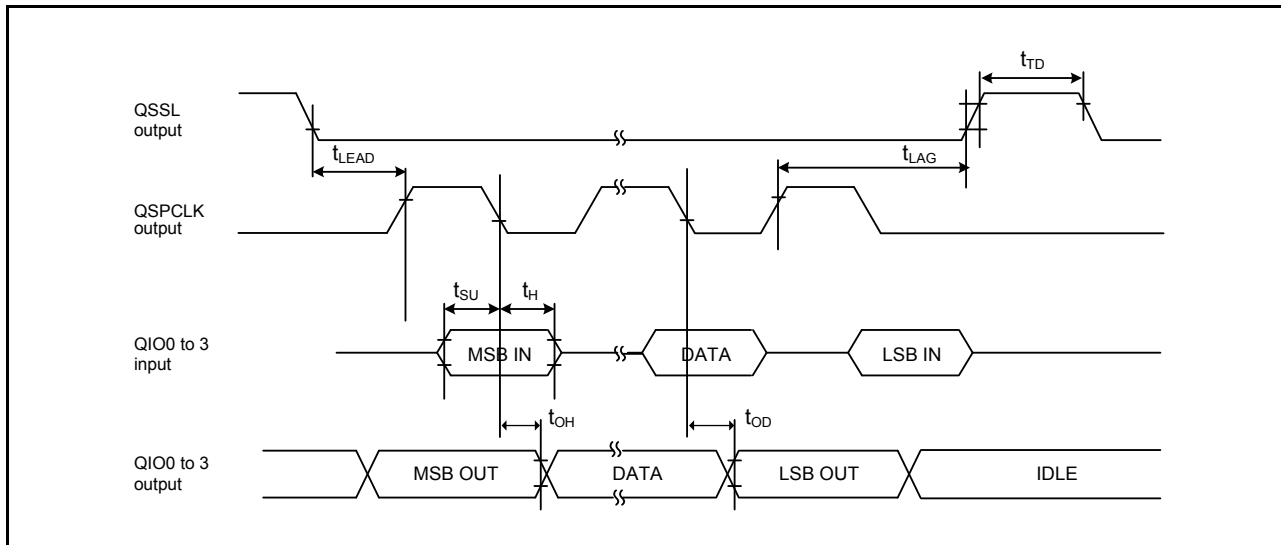 QSSL
output
tTD
tLEAD
tLAG
QSPCLK
output
tSU
tH
QIO0 to 3
input
MSB IN
DATA
LSB IN
tOH
tOD
QIO0 to 3
output
MSB OUT
DATA
LSB OUT
IDLE